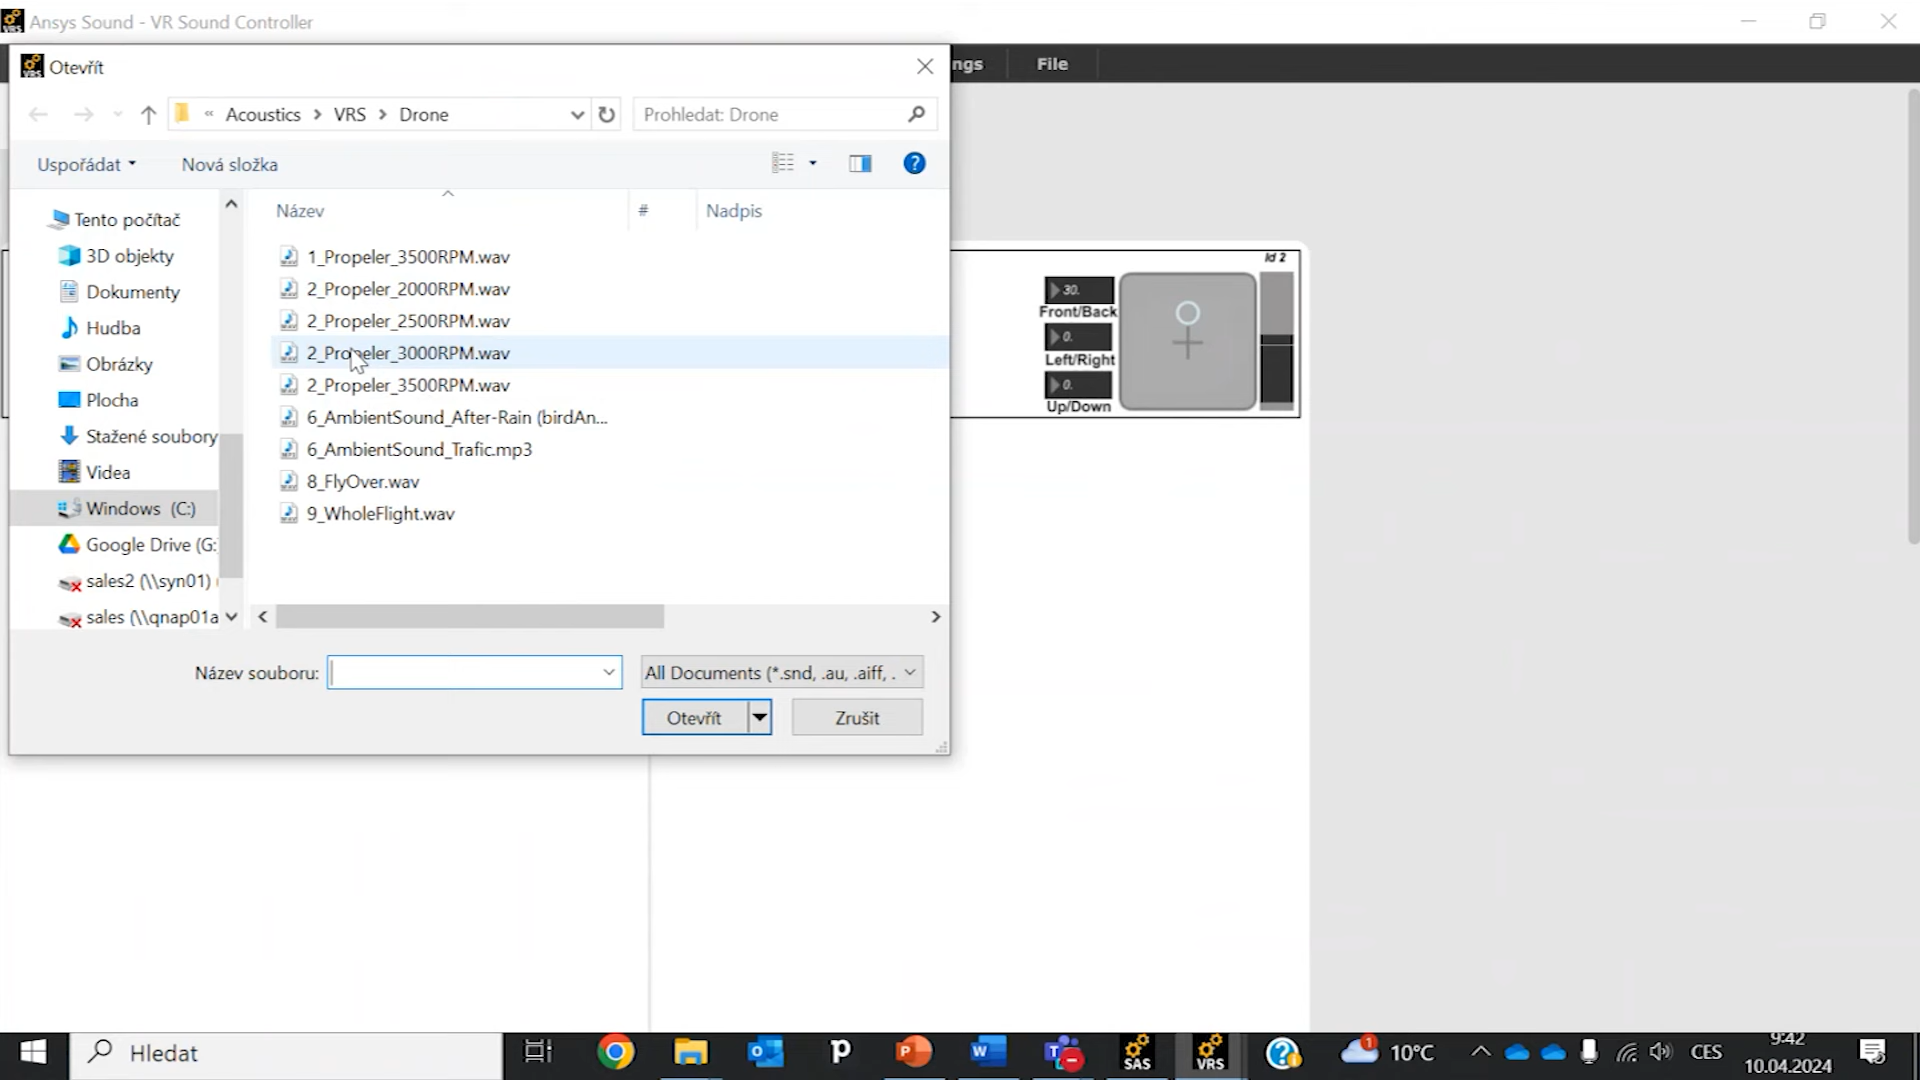 Ansys Sound - VR Sound Controller
Otevřít
ngs
File
« Acoustics > VRS > Drone
Prohledat: Drone
Uspořádat
Nová složka
Název
#
Nadpis
Tento počítač
3D objekty
Dokumenty
Hudba
Obrázky
Plocha
Stažené soubory
Videa
Windows (C:)
Google Drive (G:
sales2 (\\syn01)
sales (\\qnap01a
1_Propeler_3500RPM.wav
2_Propeler_2000RPM.wav
2_Propeler_2500RPM.wav
2_Propeler_3000RPM.wav
2_Propeler_3500RPM.wav
6_AmbientSound_After-Rain (birdAn...
6_AmbientSound_Trafic.mp3
8_FlyOver.wav
9_WholeFlight.wav
Název souboru:
All Documents (*.snd, .au, .aiff, .
Otevřít
Zrušit
Id 2
30.
Front/Back
0.
Left/Right
0.
Up/Down
Hledat
SAS
VRS
1
10°C
CES
9:42
10.04.2024